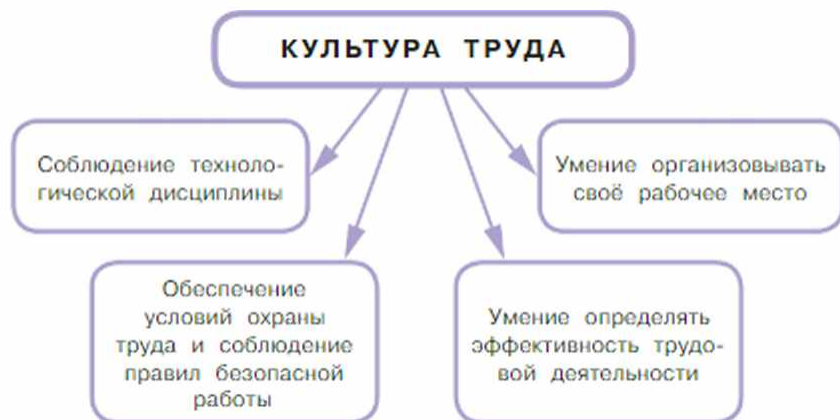 КУЛЬТУРА ТРУДА
Соблюдение техноло-
гической дисциплины
Умение организовывать
своё рабочее место
Обеспечение
условий охраны
труда и соблюдение
правил безопасной
работы
Умение определять
эффективность трудо-
вой деятельности